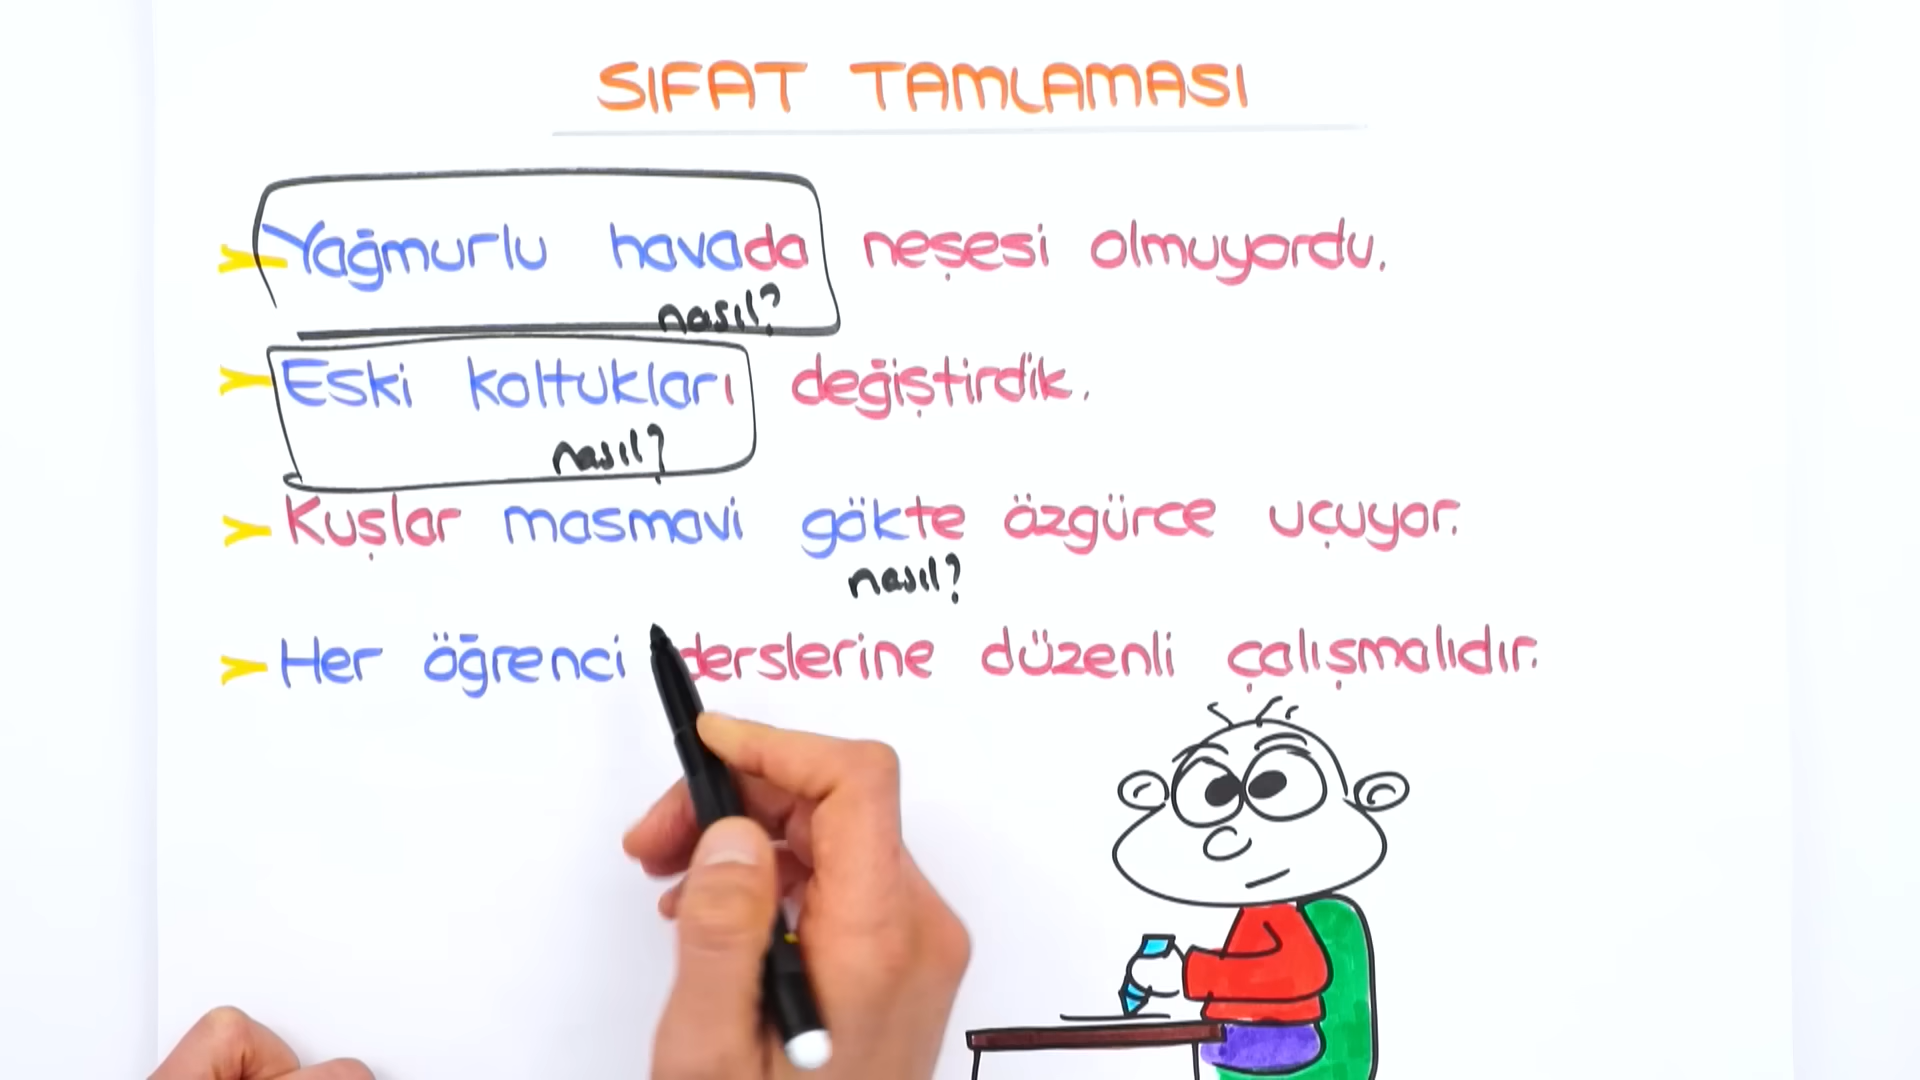 SIFAT TAMLAMASI
Yağmurlu havada neşesi olmuyordu.
nasıl?
Eski koltukları değiştirdik.
nasıl?
Kuşlar masmavi gökte özgürce uçuyor.
nasıl?
Her öğrenci derslerine düzenli çalışmalıdır.